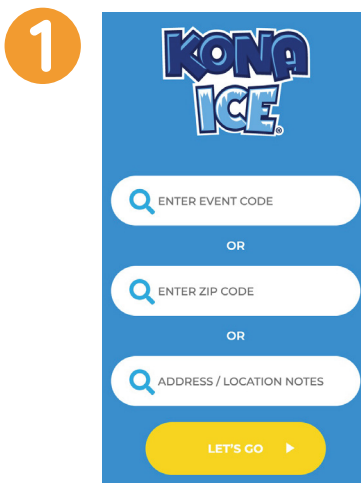 1
KONA
ICE®
ENTER EVENT CODE
OR
ENTER ZIP CODE
OR
ADDRESS / LOCATION NOTES
LET'S GO